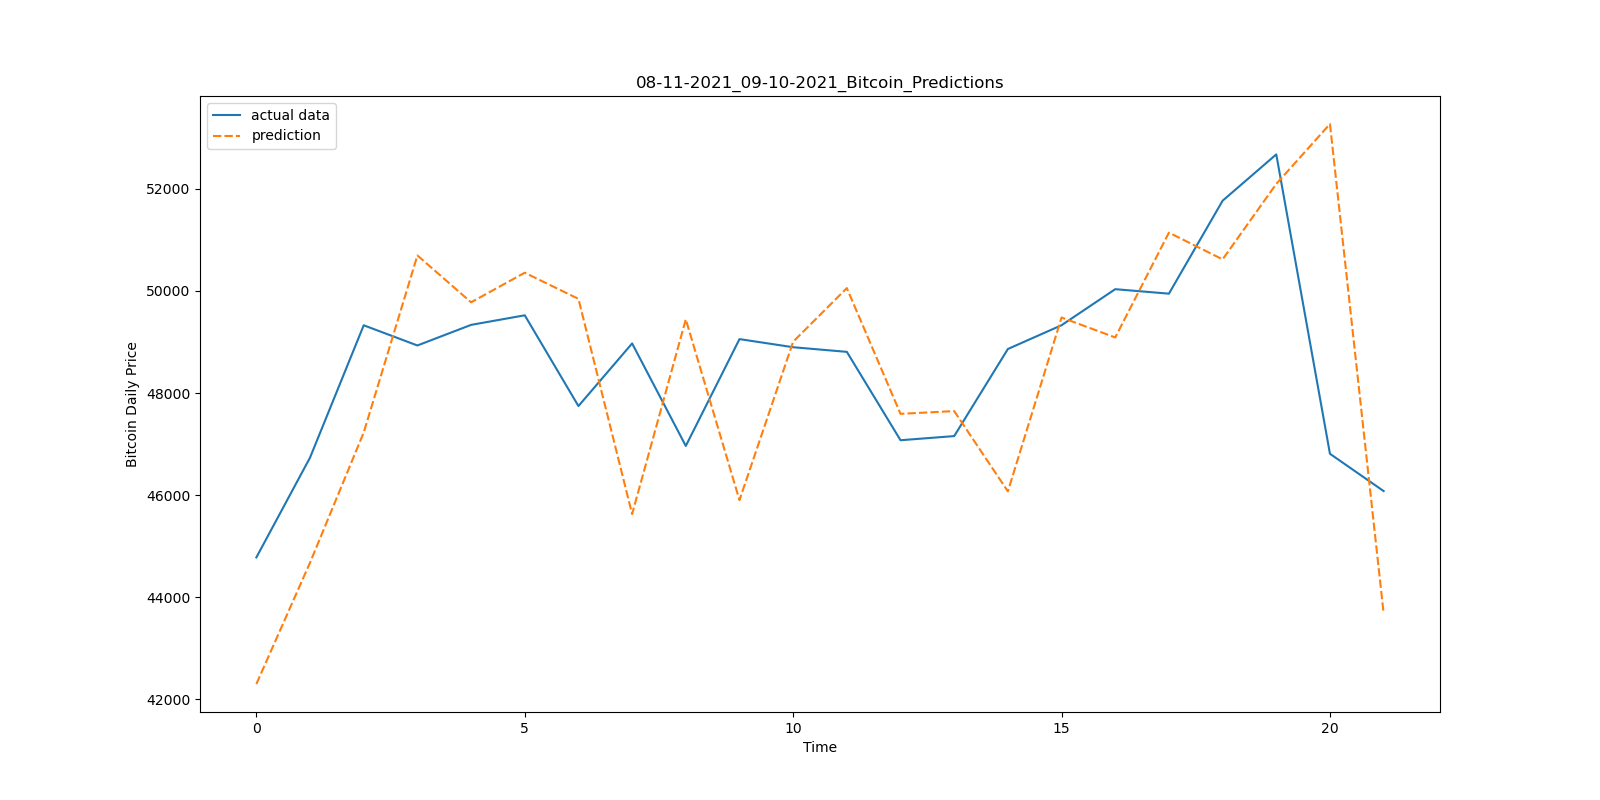 08-11-2021_09-10-2021_Bitcoin_Predictions
actual data
prediction
52000
50000
48000
46000
44000
42000
Bitcoin Daily Price
0 5 10 15 20
Time